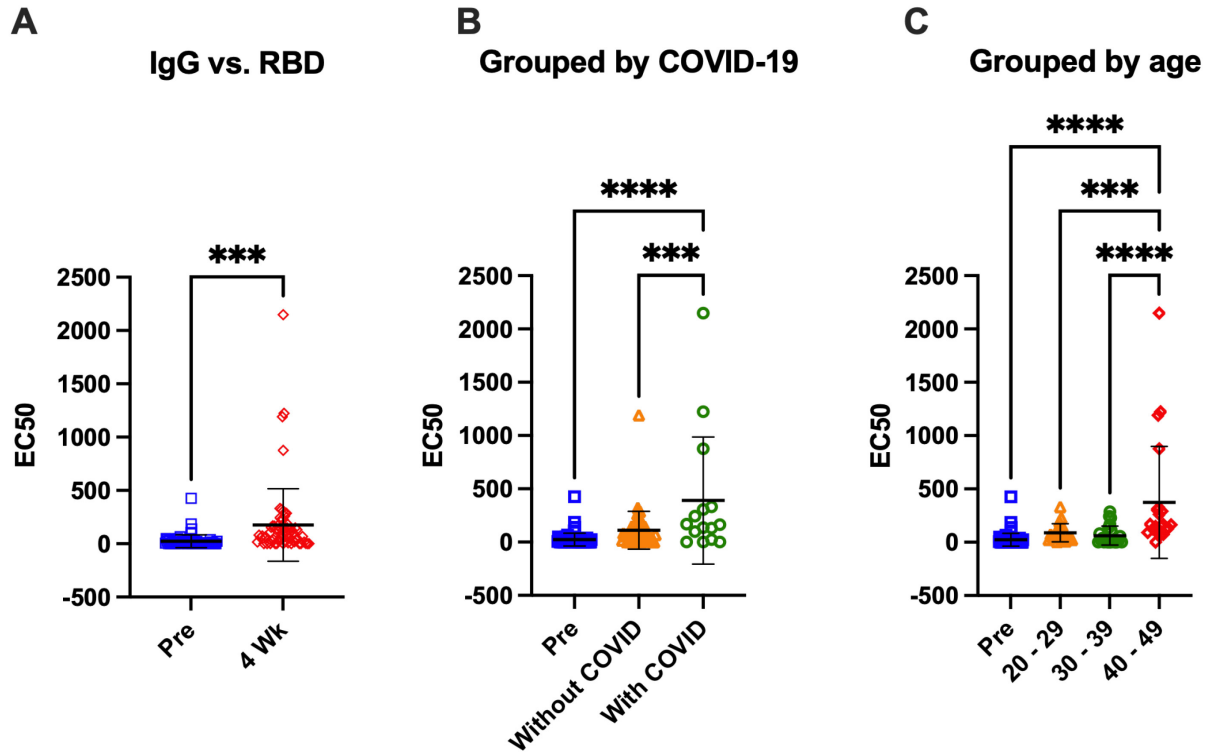 A
IgG vs. RBD
***
2500
2000
1500
1000
500
0
-500
EC50
Pre
4 Wk
B
Grouped by COVID-19
****
***
2500
2000
1500
1000
500
0
-500
EC50
Pre
Without COVID
With COVID
C
Grouped by age
****
***
****
2500
2000
1500
1000
500
0
-500
EC50
Pre
20 - 29
30 - 39
40 - 49